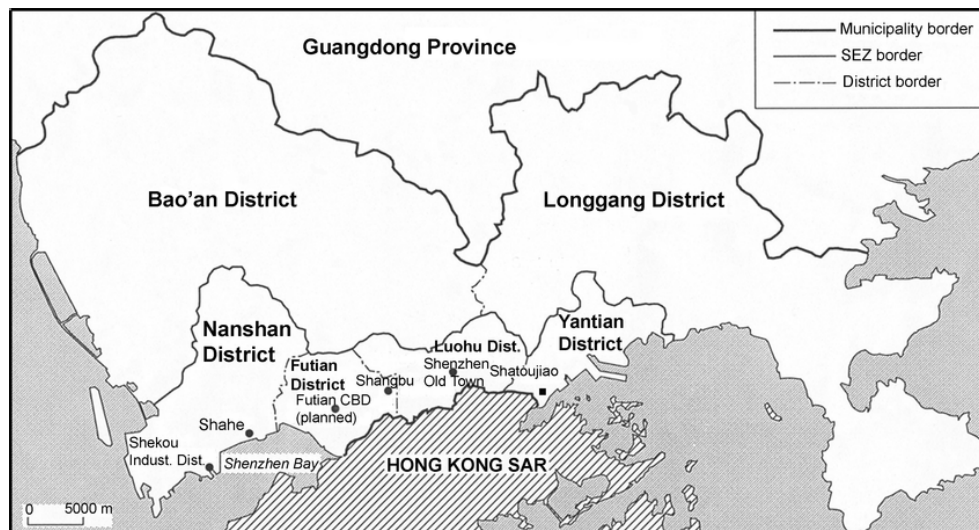 Guangdong Province
Municipality border
SEZ border
District border
Bao'an District
Longgang District
Nanshan
District
Yantian
District
Luohu Dist.
Shenzhen
Old Town
Shatoujiao
Futian
District
Shangbu
Futian CBD
(planned)
Shahe
Shekou
Indust. Dist.
Shenzhen Bay
HONG KONG SAR
0 5000 m